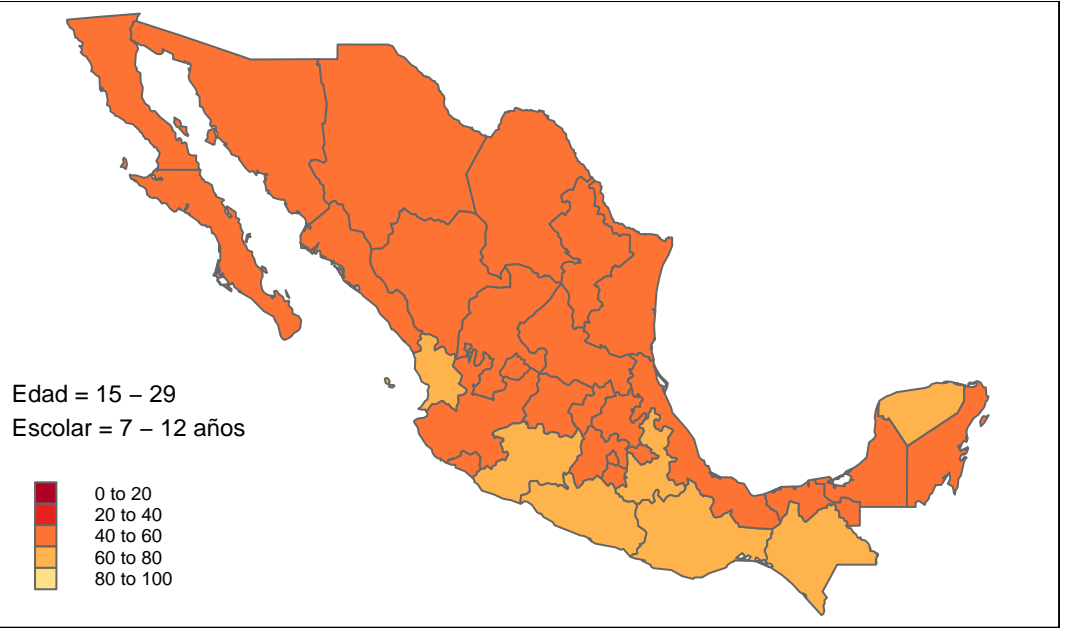 Edad = 15 − 29
Escolar = 7 − 12 años
0 to 20
20 to 40
40 to 60
60 to 80
80 to 100